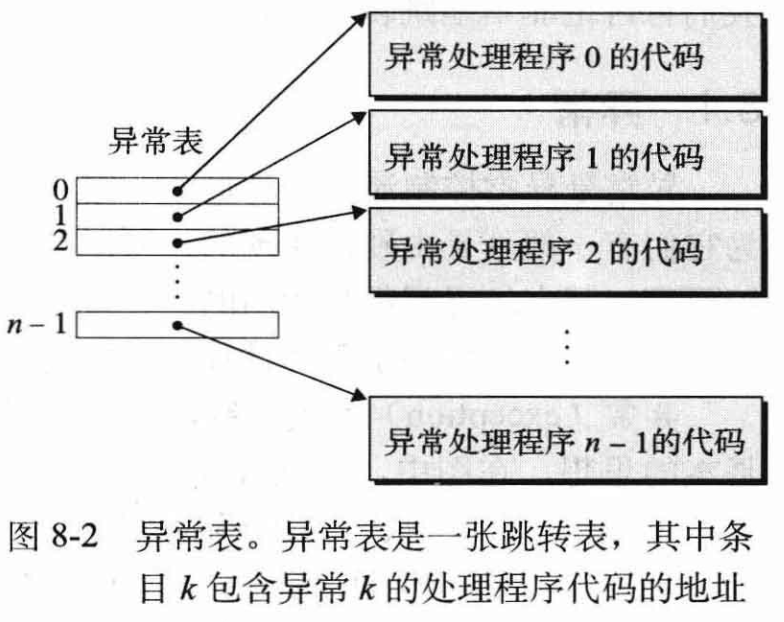 异常处理程序 0 的代码
异常表
异常处理程序 1 的代码
0
1
2
异常处理程序 2 的代码
n – 1
异常处理程序 n – 1的代码
图 8-2 异常表。异常表是一张跳转表，其中条
目 k 包含异常 k 的处理程序代码的地址